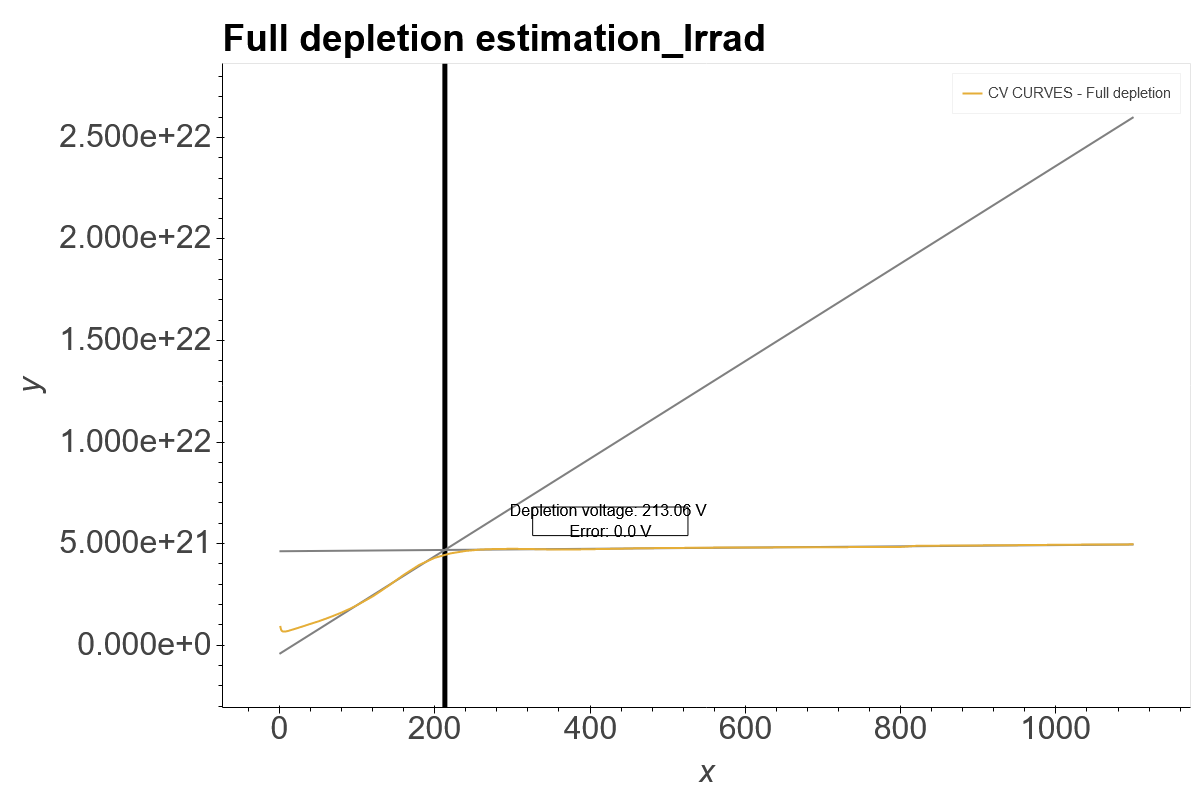 Full depletion estimation_Irrad
CV CURVES - Full depletion
2.500e+22
2.000e+22
1.500e+22
1.000e+22
5.000e+21
0.000e+0
y
Depletion voltage: 213.06 V
Error: 0.0 V
0 200 400 600 800 1000
x